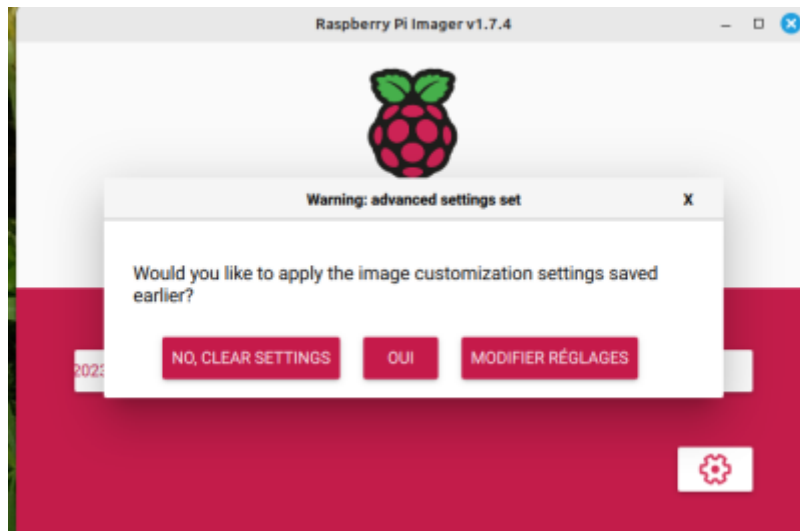 Raspberry Pi Imager v1.7.4
Warning: advanced settings set
X
Would you like to apply the image customization settings saved
earlier?
NO, CLEAR SETTINGS
OUI
MODIFIER RÉGLAGES
2023